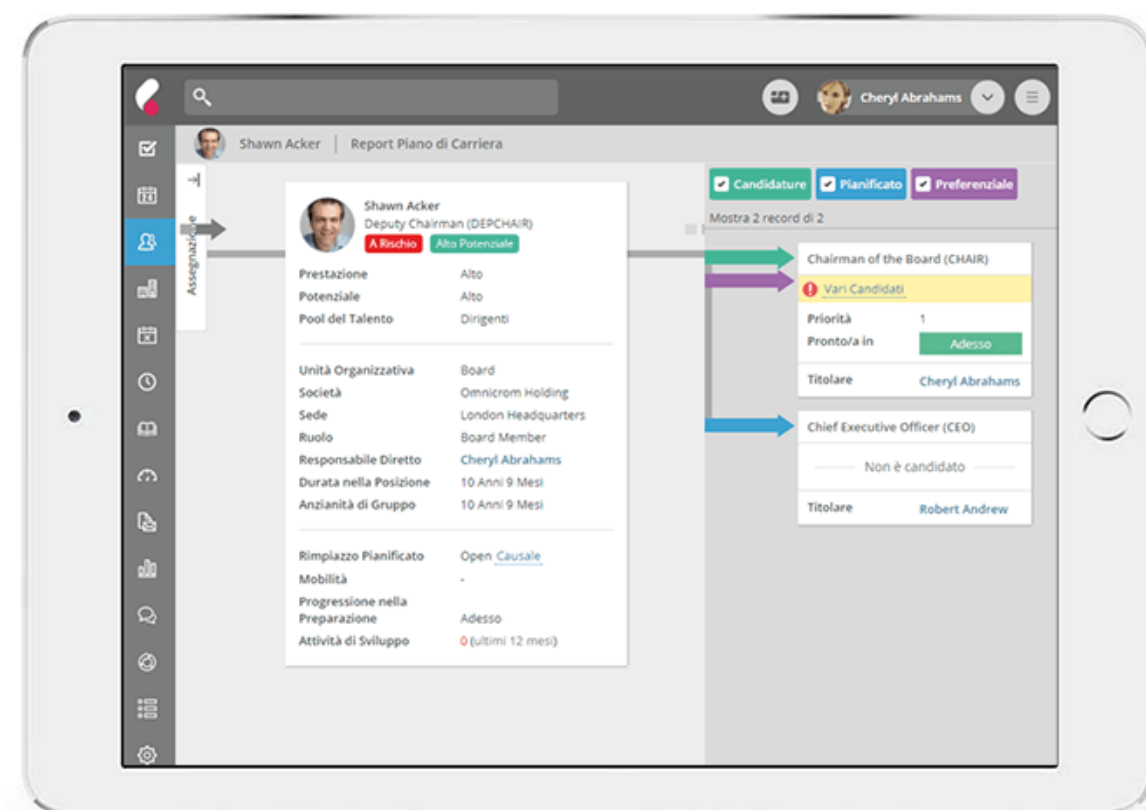 Cheryl Abrahams
Shawn Acker | Report Piano di Carriera
Assegnazione
Shawn Acker
Deputy Chairman (DEPCHAIR)
A Rischio Alto Potenziale
Prestazione Alto
Potenziale Alto
Pool del Talento Dirigenti
Unità Organizzativa Board
Società Omnicrom Holding
Sede London Headquarters
Ruolo Board Member
Responsabile Diretto Cheryl Abrahams
Durata nella Posizione 10 Anni 9 Mesi
Anzianità di Gruppo 10 Anni 9 Mesi
Rimpiazzo Pianificato Open Causale
Mobilità -
Progressione nella
Preparazione Adesso
Attività di Sviluppo 0 (ultimi 12 mesi)
Candidature Pianificato Preferenziale
Mostra 2 record di 2
Chairman of the Board (CHAIR)
Vari Candidati
Priorità 1
Pronto/a in Adesso
Titolare Cheryl Abrahams
Chief Executive Officer (CEO)
Non è candidato
Titolare Robert Andrew